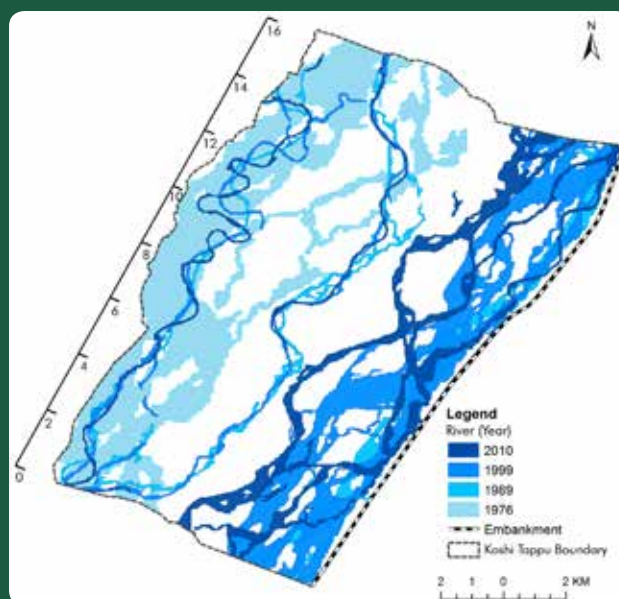 N
16
14
12
10
8
6
4
2
0
Legend
River (Year)
2010
1999
1989
1976
Embankment
Koshi Tappu Boundary
2 1 0 2 KM